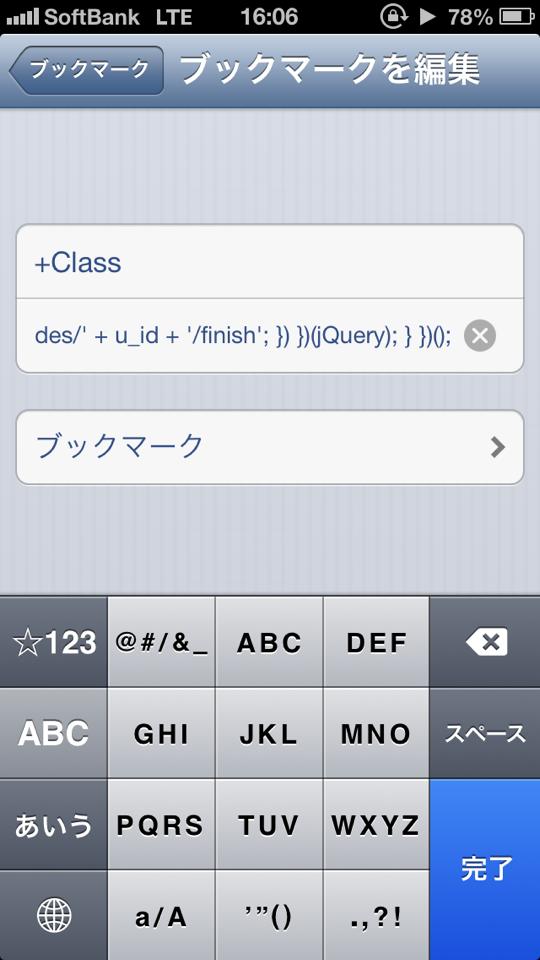 SoftBank LTE 16:06 78%
ブックマーク ブックマークを編集
+Class
des/' + u_id + '/finish'; }) })(jQuery); } })();
ブックマーク
☆123 @#/&_ ABC DEF
ABC GHI JKL MNO スペース
あいう PQRS TUV WXYZ
完了
a/A '"() .,?!